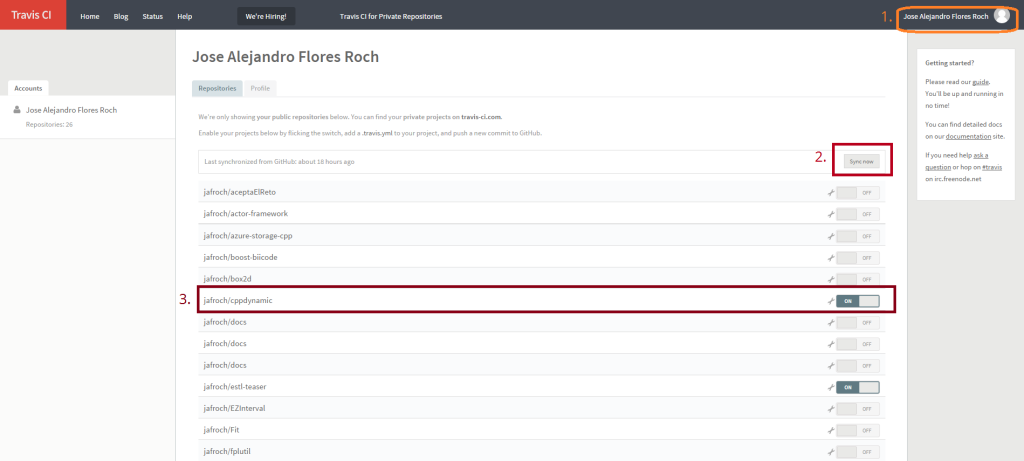 Travis CI Home Blog Status Help We're Hiring! Travis CI for Private Repositories 1. Jose Alejandro Flores Roch
Jose Alejandro Flores Roch
Accounts
Jose Alejandro Flores Roch
Repositories: 26
Repositories Profile
We're only showing your public repositories below. You can find your private projects on travis-ci.com.
Enable your projects below by flicking the switch, add a .travis.yml to your project, and push a new commit to GitHub.
Last synchronized from GitHub: about 18 hours ago 2. Sync now
jafroch/aceptaElReto OFF
jafroch/actor-framework OFF
jafroch/azure-storage-cpp OFF
jafroch/boost-biicode OFF
jafroch/box2d OFF
3. jafroch/cppdynamic ON
jafroch/docs OFF
jafroch/docs OFF
jafroch/docs OFF
jafroch/estl-teaser ON
jafroch/EZInterval OFF
jafroch/Fit OFF
jafroch/fplutil OFF
Getting started?
Please read our guide.
You'll be up and running in
no time!
You can find detailed docs
on our documentation site.
If you need help ask a
question or hop on #travis
on irc.freenode.net